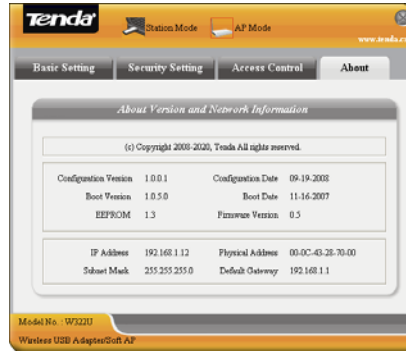 Tenda
Station Mode AP Mode
www.tenda.c
Basic Setting Security Setting Access Control About
About Version and Network Information
(c) Copyright 2008-2020, Tenda All rights reserved.
Configuration Version 1.0.0.1 Configuration Date 09-19-2008
Boot Version 1.0.5.0 Boot Date 11-16-2007
EEPROM 1.3 Firmware Version 0.5
IP Address 192.168.1.12 Physical Address 00-0C-43-28-70-00
Subnet Mask 255.255.255.0 Default Gateway 192.168.1.1
Model No. : W322U
Wireless USB Adapter/Soft AP